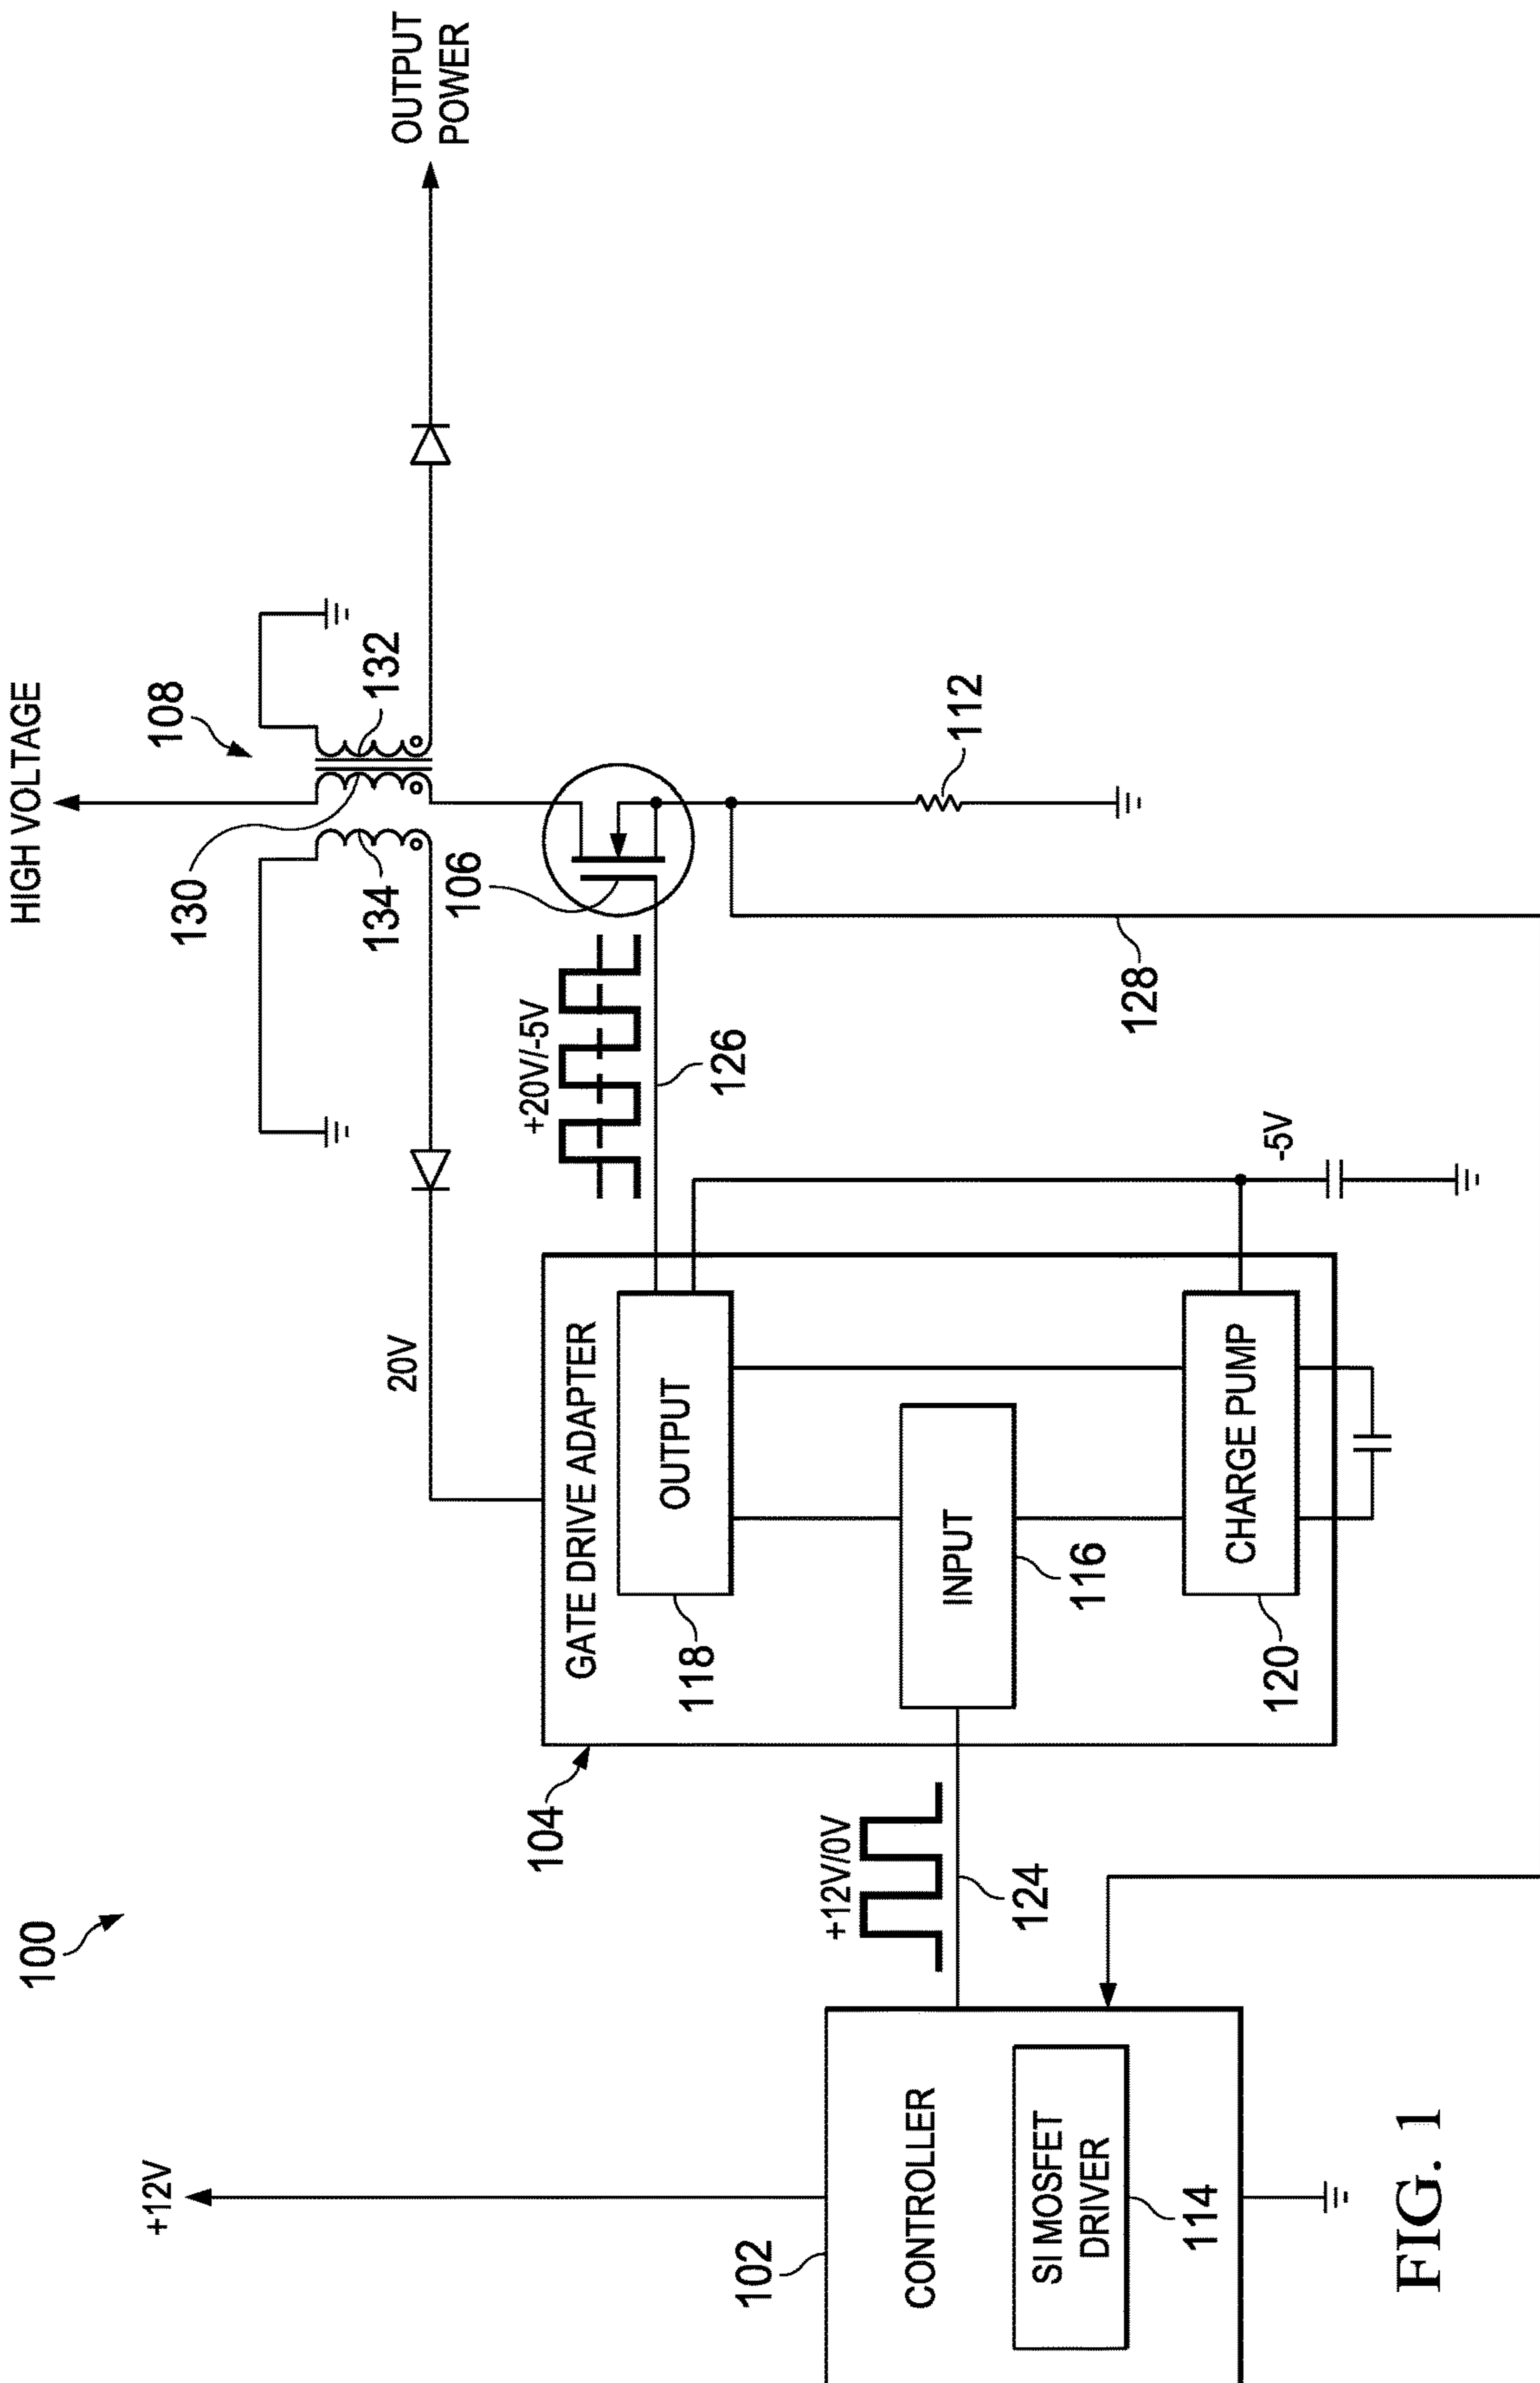 100
+12V
102
CONTROLLER
SI MOSFET
DRIVER
114
+12V/0V
124
104
GATE DRIVE ADAPTER
OUTPUT
118
INPUT
116
CHARGE PUMP
120
20V
-5V
+20V/-5V
126
HIGH VOLTAGE
108
130
134
132
106
112
128
OUTPUT
POWER
FIG. 1